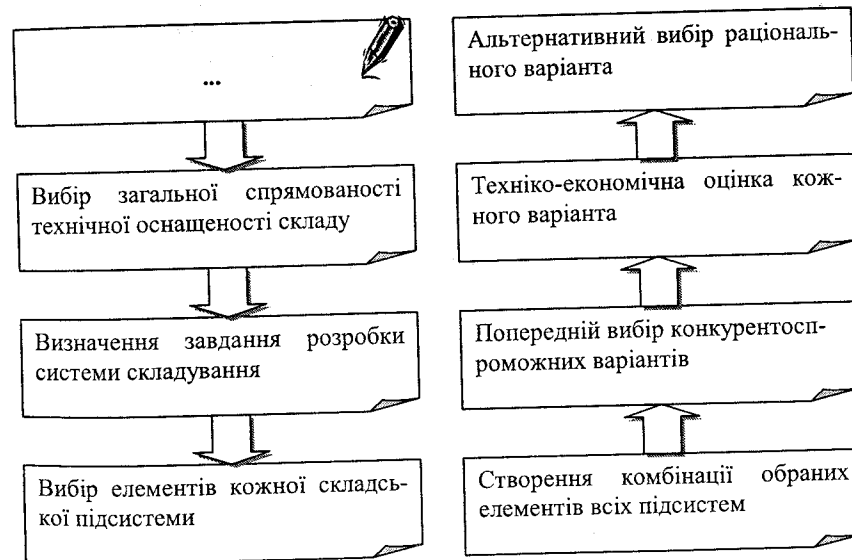 ...
Вибір загальної спрямованості
технічної оснащеності складу
Визначення завдання розробки
системи складування
Вибір елементів кожної складсь-
кої підсистеми
Альтернативний вибір раціональ-
ного варіанта
Техніко-економічна оцінка кож-
ного варіанта
Попередній вибір конкурентосп-
роможних варіантів
Створення комбінації обраних
елементів всіх підсистем